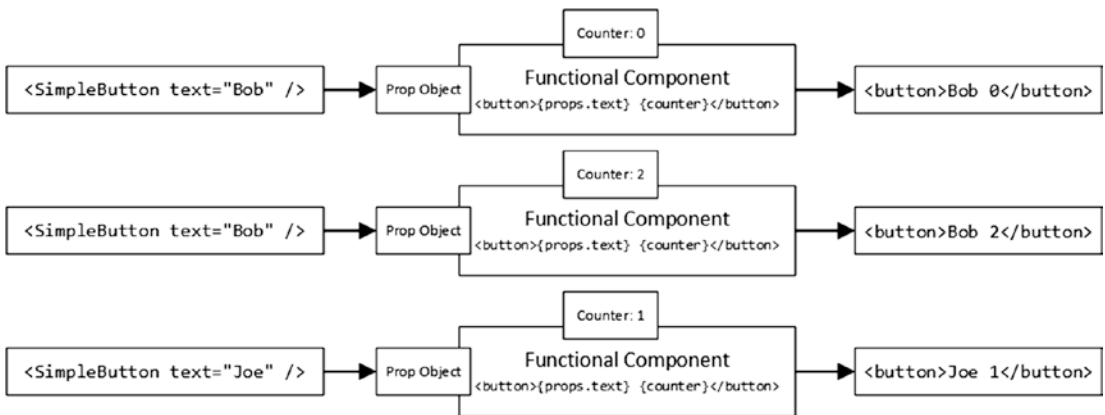 Counter: 0
Functional Component
<SimpleButton text="Bob" />
Prop Object
<button>{props.text} {counter}</button>
<button>Bob 0</button>
Counter: 2
Functional Component
<SimpleButton text="Bob" />
Prop Object
<button>{props.text} {counter}</button>
<button>Bob 2</button>
Counter: 1
Functional Component
<SimpleButton text="Joe" />
Prop Object
<button>{props.text} {counter}</button>
<button>Joe 1</button>